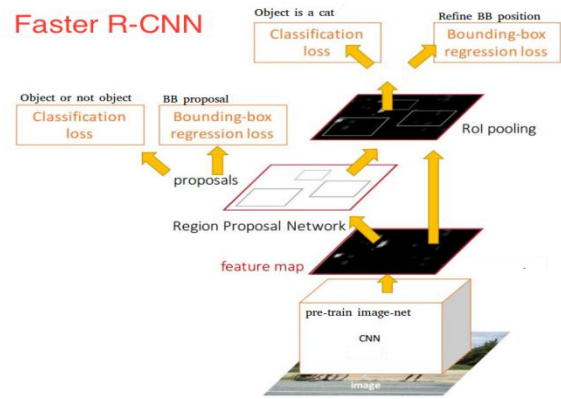 Faster R-CNN
Object is a cat
Classification
loss
Refine BB position
Bounding-box
regression loss
Object or not object
Classification
loss
BB proposal
Bounding-box
regression loss
RoI pooling
proposals
Region Proposal Network
feature map
pre-train image-net
CNN
image